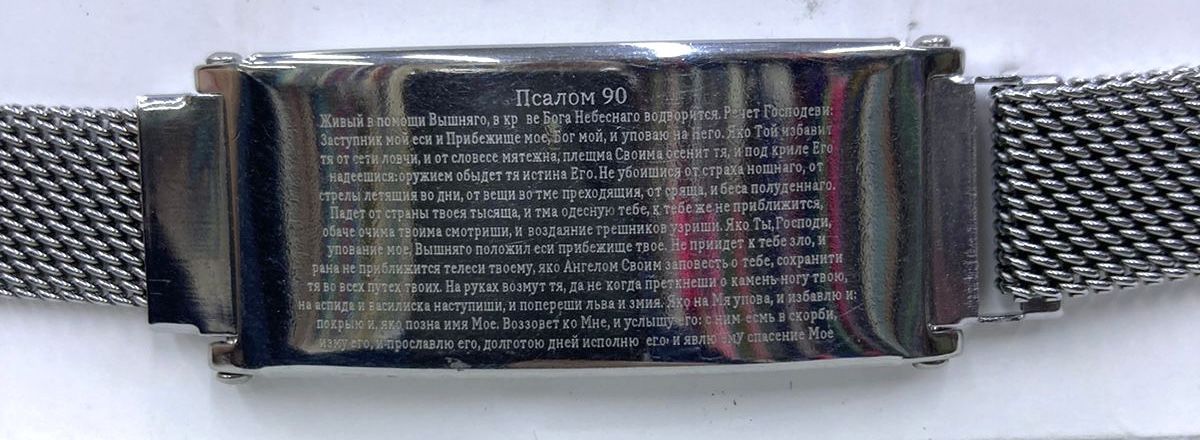 Псалом 90
Живый в помощи Вышняго, в кр ве Бога Небеснаго водворится. Речет Господеви:
Заступник мой еси и Прибежище мое, Бог мой, и уповаю на Него. Яко Той избавит
тя от сети ловчи, и от словесе мятежна, плещма Своима осенит тя, и под криле Его
надеешися: оружием обыдет тя истина Его. Не убоишися от страха нощнаго, от
стрелы летящия во дни, от вещи во тме преходящия, от сряща, и беса полуденнаго.
Падет от страны твоея тысяща, и тма одесную тебе, к тебе же не приближится,
обаче очима твоима смотриши, и воздаяние грешников узриши. Яко Ты, Господи,
упование мое, Вышняго положил еси прибежище твое. Не приидет к тебе зло, и
рана не приближится телеси твоему, яко Ангелом Своим заповесть о тебе, сохранити
тя во всех путех твоих. На руках возмут тя, да не когда преткнеши о камень ногу твою,
на аспида и василиска наступиши, и попереши льва и змия. Яко на Мя упова, и избавлю и:
покрыю и, яко позна имя Мое. Воззовет ко Мне, и услышу его: с ним есмь в скорби,
изму его, и прославлю его, долготою дней исполню его, и явлю ему спасение Мое